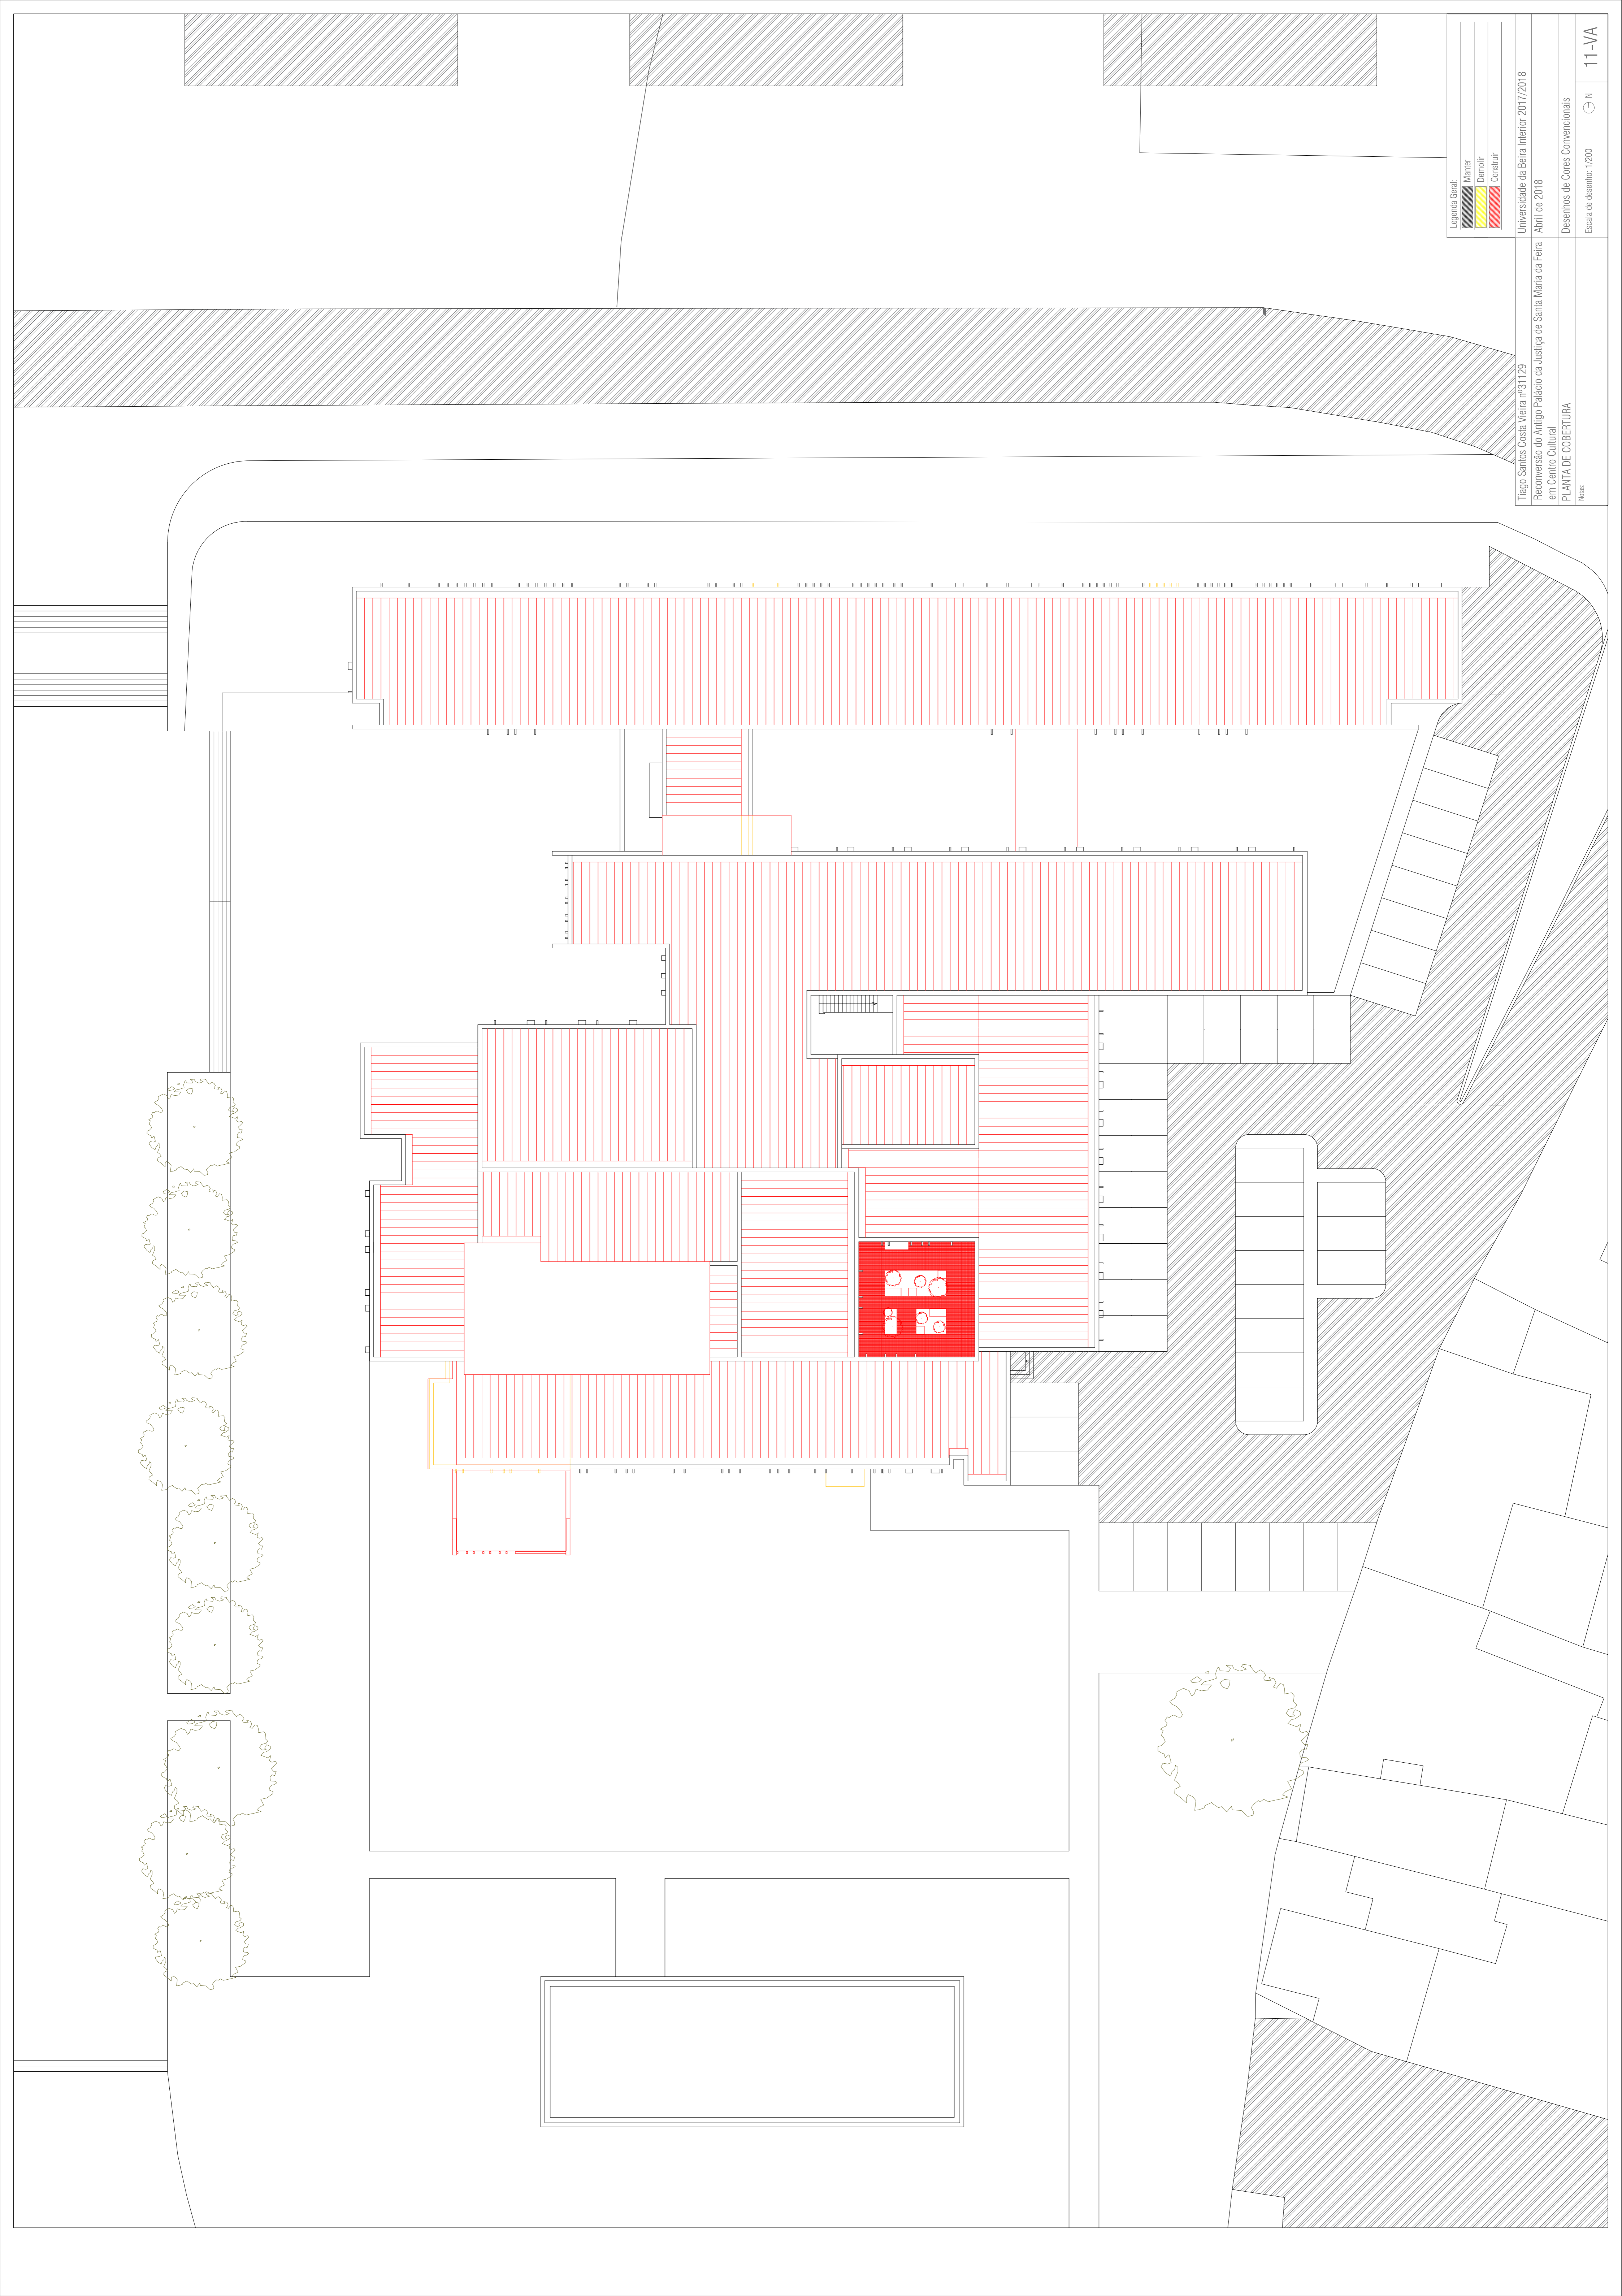 Legenda Geral:
Manter
Demolir
Construir
Tiago Santos Costa Vieira nº31129
Universidade da Beira Interior 2017/2018
Reconversão do Antigo Palácio da Justiça de Santa Maria da Feira
em Centro Cultural
Abril de 2018
PLANTA DE COBERTURA
Desenhos de Cores Convencionais
Notas:
Escala de desenho: 1/200
N
11-VA